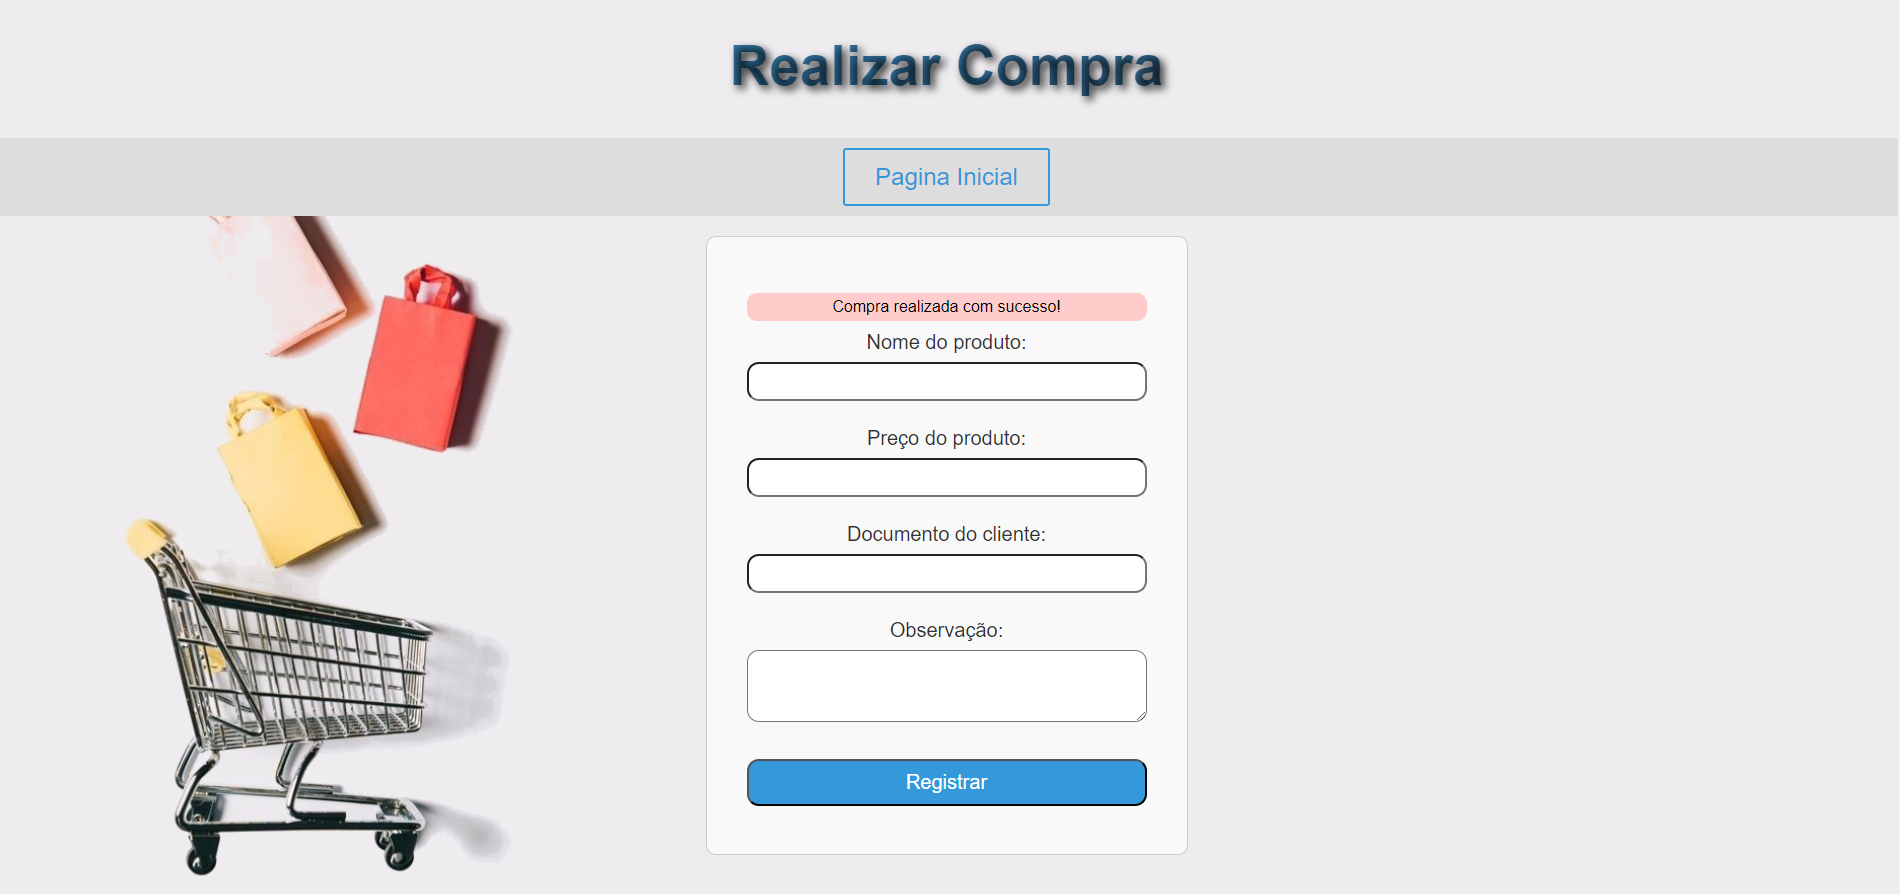 Realizar Compra
Pagina Inicial
Compra realizada com sucesso!
Nome do produto:
Preço do produto:
Documento do cliente:
Observação:
Registrar